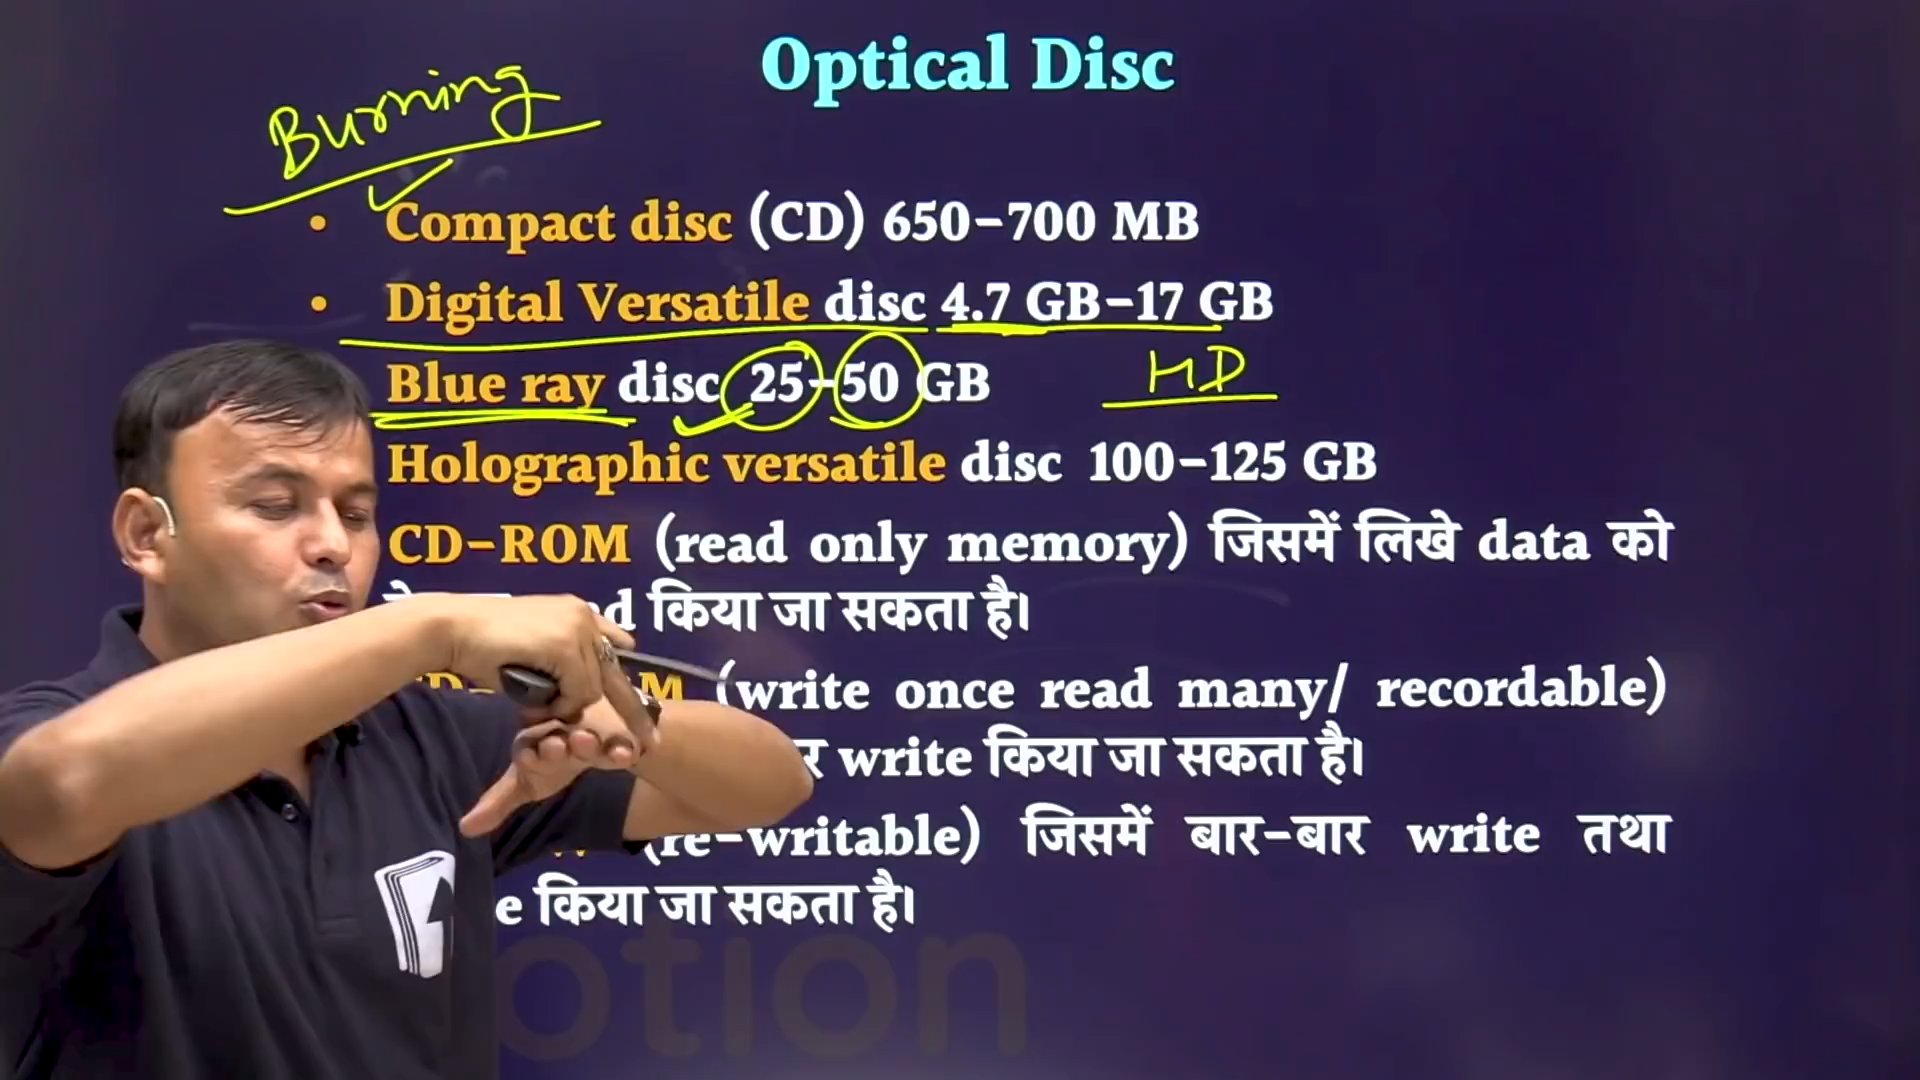 Optical Disc
Burning
• Compact disc (CD) 650-700 MB
• Digital Versatile disc 4.7 GB-17 GB
Blue ray disc 25-50 GB
HD
Holographic versatile disc 100-125 GB
CD-ROM (read only memory) जिसमें लिखे data को
किया जा सकता है।
(write once read many/ recordable)
write किया जा सकता है।
(re-writable) जिसमें बार-बार write तथा
किया जा सकता है।
otion